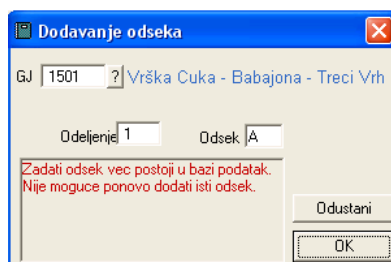 Dodavanje odseka
GJ 1501 ? Vrška Cuka - Babajona - Treci Vrh
Odeljenje 1 Odsek A
Zadati odsek vec postoji u bazi podatak.
Nije moguce ponovo dodati isti odsek.
Odustani
OK